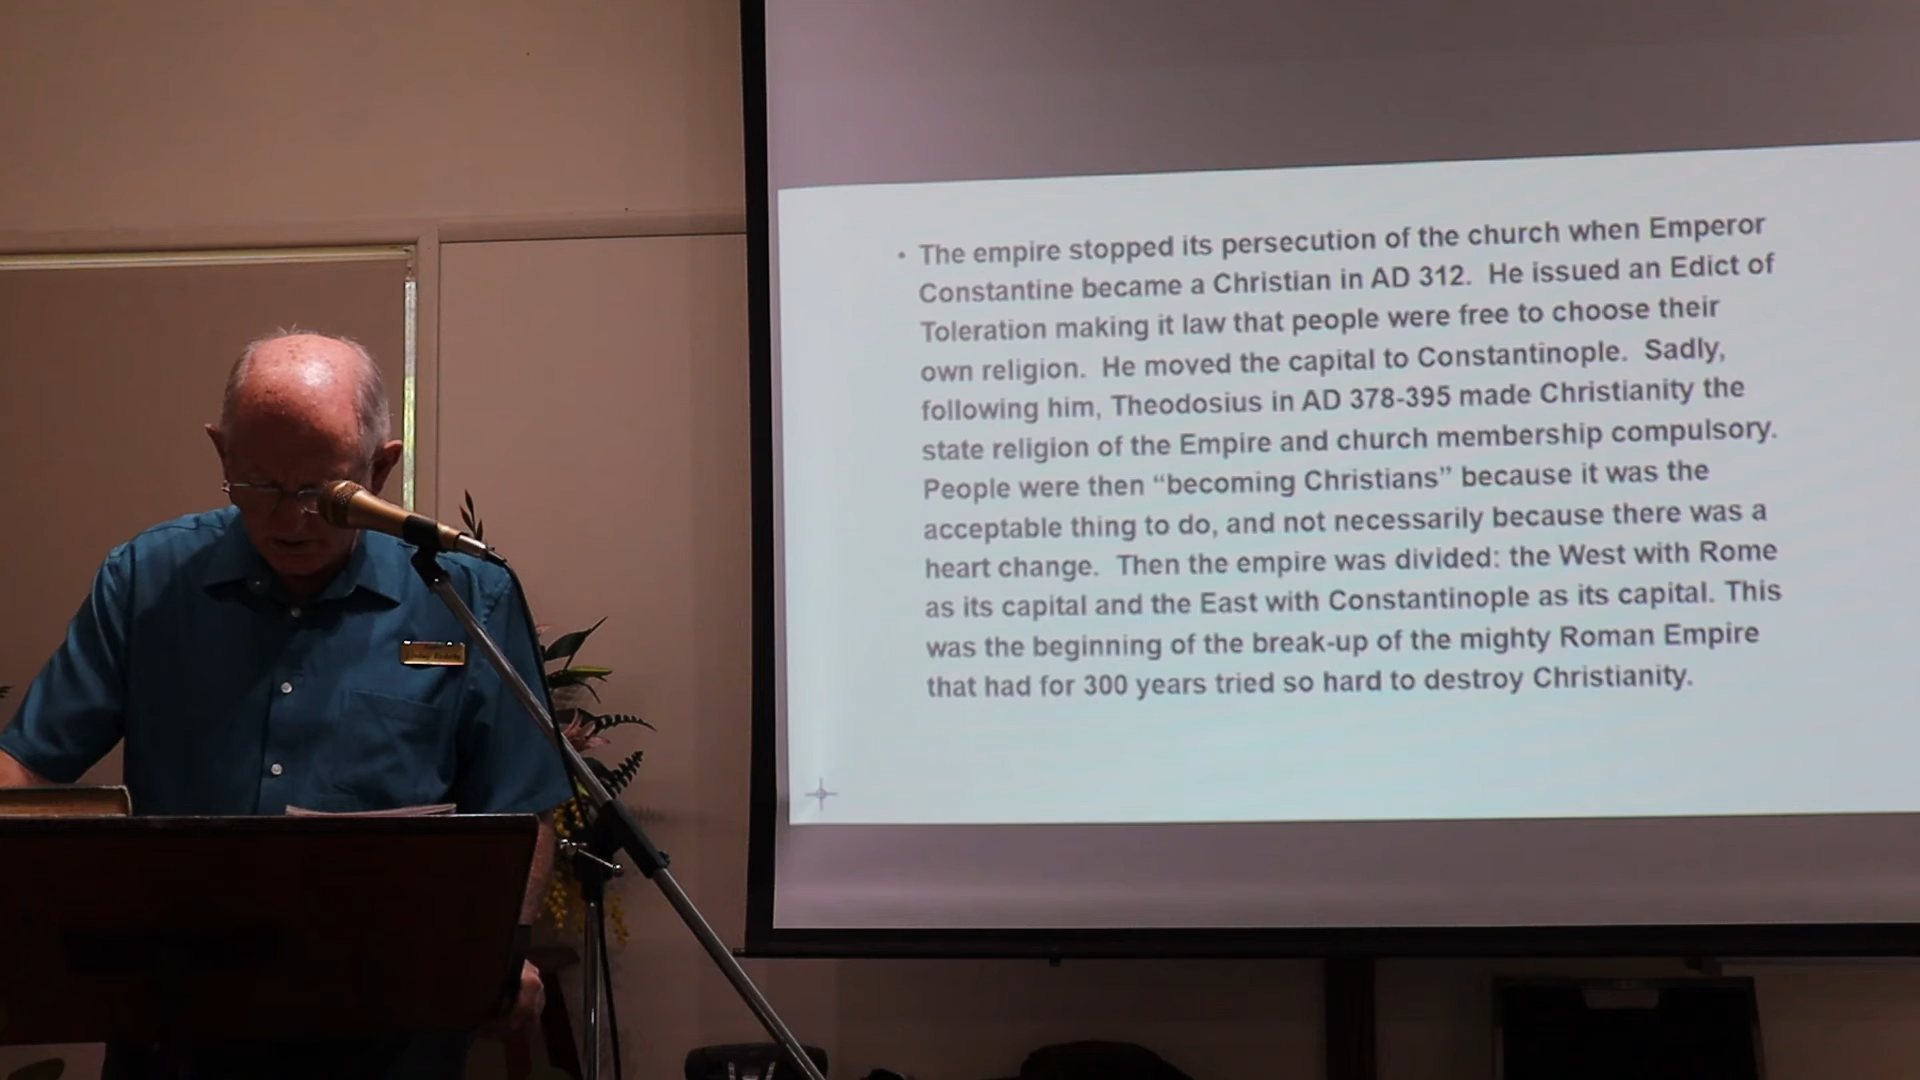 • The empire stopped its persecution of the church when Emperor
Constantine became a Christian in AD 312.  He issued an Edict of
Toleration making it law that people were free to choose their
own religion.  He moved the capital to Constantinople.  Sadly,
following him, Theodosius in AD 378-395 made Christianity the
state religion of the Empire and church membership compulsory.
People were then “becoming Christians” because it was the
acceptable thing to do, and not necessarily because there was a
heart change.  Then the empire was divided: the West with Rome
as its capital and the East with Constantinople as its capital. This
was the beginning of the break-up of the mighty Roman Empire
that had for 300 years tried so hard to destroy Christianity.